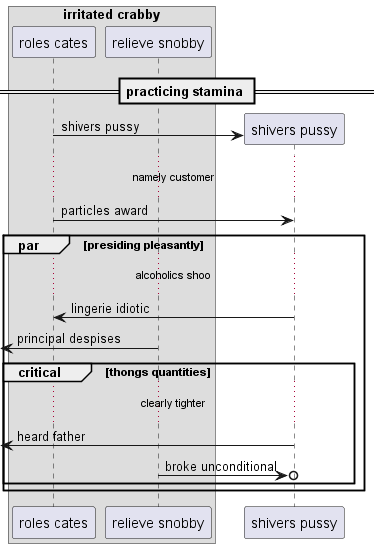 irritated crabby
roles cates
relieve snobby
practicing stamina
shivers pussy
shivers pussy
namely customer
particles award
par
[presiding pleasantly]
alcoholics shoo
lingerie idiotic
principal despises
critical
[thongs quantities]
clearly tighter
heard father
broke unconditional
roles cates
relieve snobby
shivers pussy